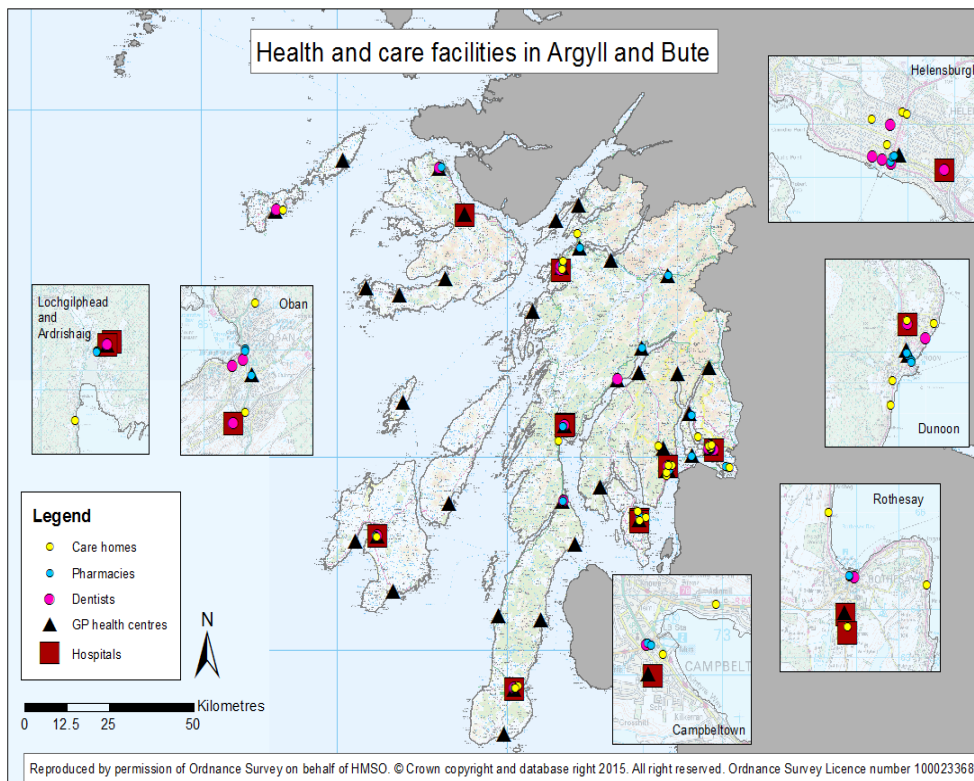 Health and care facilities in Argyll and Bute
Helensburgh
Lochgilphead
and
Ardrishaig
Oban
Dunoon
Rothesay
CAMPBELT
Campbeltown
Legend
Care homes
Pharmacies
Dentists
GP health centres
Hospitals
N
Kilometres
0 12.5 25 50
Reproduced by permission of Ordnance Survey on behalf of HMSO. © Crown copyright and database right 2015. All right reserved. Ordnance Survey Licence number 100023368